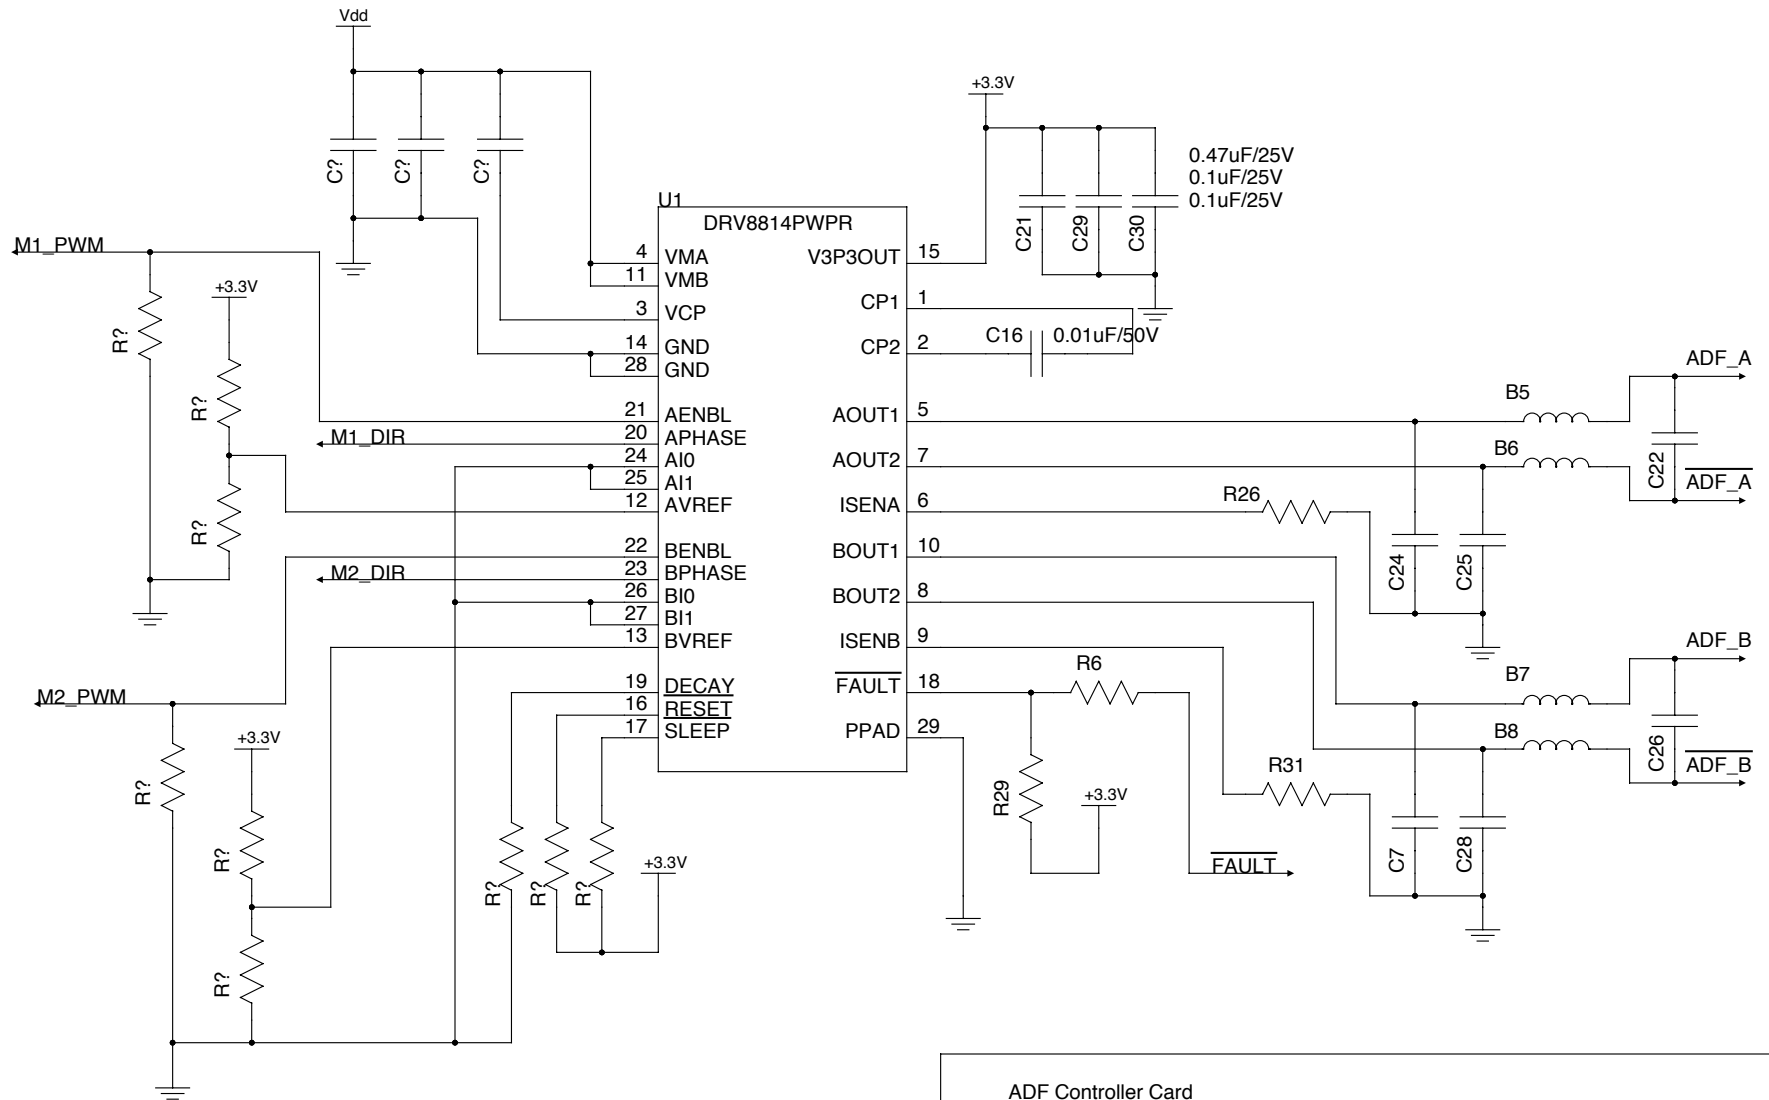 Vdd
+3.3V
C?
C?
C?
0.47uF/25V
0.1uF/25V
0.1uF/25V
C21
C29
C30
U1
DRV8814PWPR
M1_PWM
4 VMA
11 VMB
3 VCP
14 GND
28 GND
21 AENBL
20 APHASE
24 AI0
25 AI1
12 AVREF
22 BENBL
23 BPHASE
26 BI0
27 BI1
13 BVREF
19 DECAY
16 RESET
17 SLEEP
V3P3OUT 15
CP1 1
CP2 2
AOUT1 5
AOUT2 7
ISENA 6
BOUT1 10
BOUT2 8
ISENB 9
FAULT 18
PPAD 29
C16 0.01uF/50V
+3.3V
R?
R?
R?
M1_DIR
M2_DIR
M2_PWM
+3.3V
R?
R?
R?
R?
R?
R?
+3.3V
B5
B6
ADF_A
C22
ADF_A
R26
C24
C25
B7
B8
ADF_B
C26
ADF_B
R6
R29
+3.3V
FAULT
R31
C7
C28
ADF Controller Card